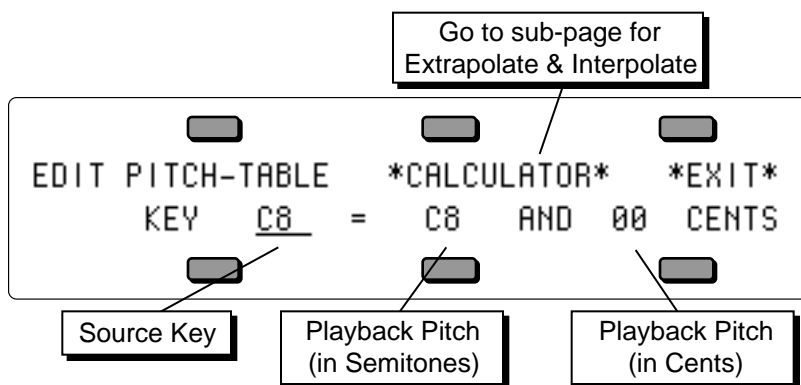 Go to sub-page for
Extrapolate & Interpolate
EDIT PITCH-TABLE *CALCULATOR* *EXIT*
KEY C8 = C8 AND 00 CENTS
Source Key
Playback Pitch
(in Semitones)
Playback Pitch
(in Cents)